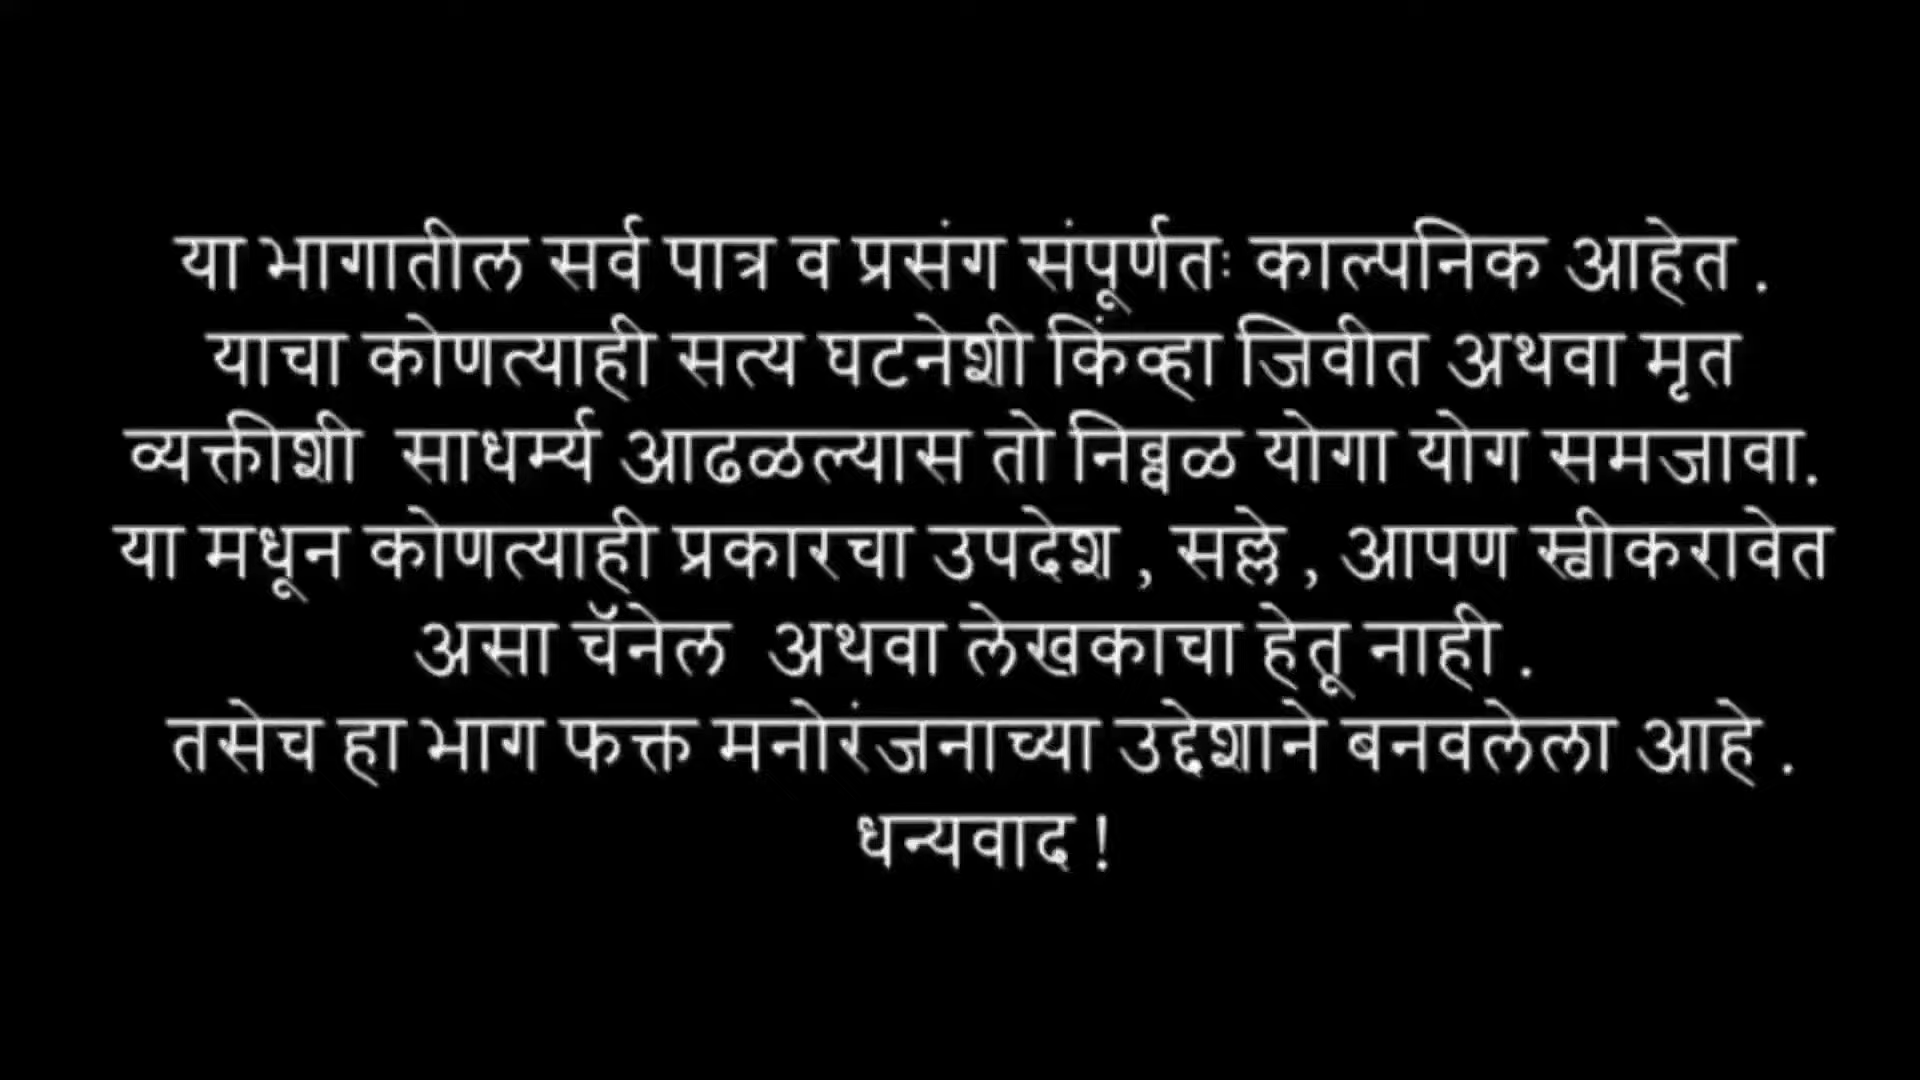 या भागातील सर्व पात्र व प्रसंग संपूर्णतः काल्पनिक आहेत .
याचा कोणत्याही सत्य घटनेशी किंव्हा जिवीत अथवा मृत
व्यक्तीशी साधर्म्य आढळल्यास तो निव्वळ योगा योग समजावा.
या मधून कोणत्याही प्रकारचा उपदेश , सल्ले , आपण स्वीकरावेत
असा चॅनेल अथवा लेखकाचा हेतू नाही .
तसेच हा भाग फक्त मनोरंजनाच्या उद्देशाने बनवलेला आहे .
धन्यवाद !